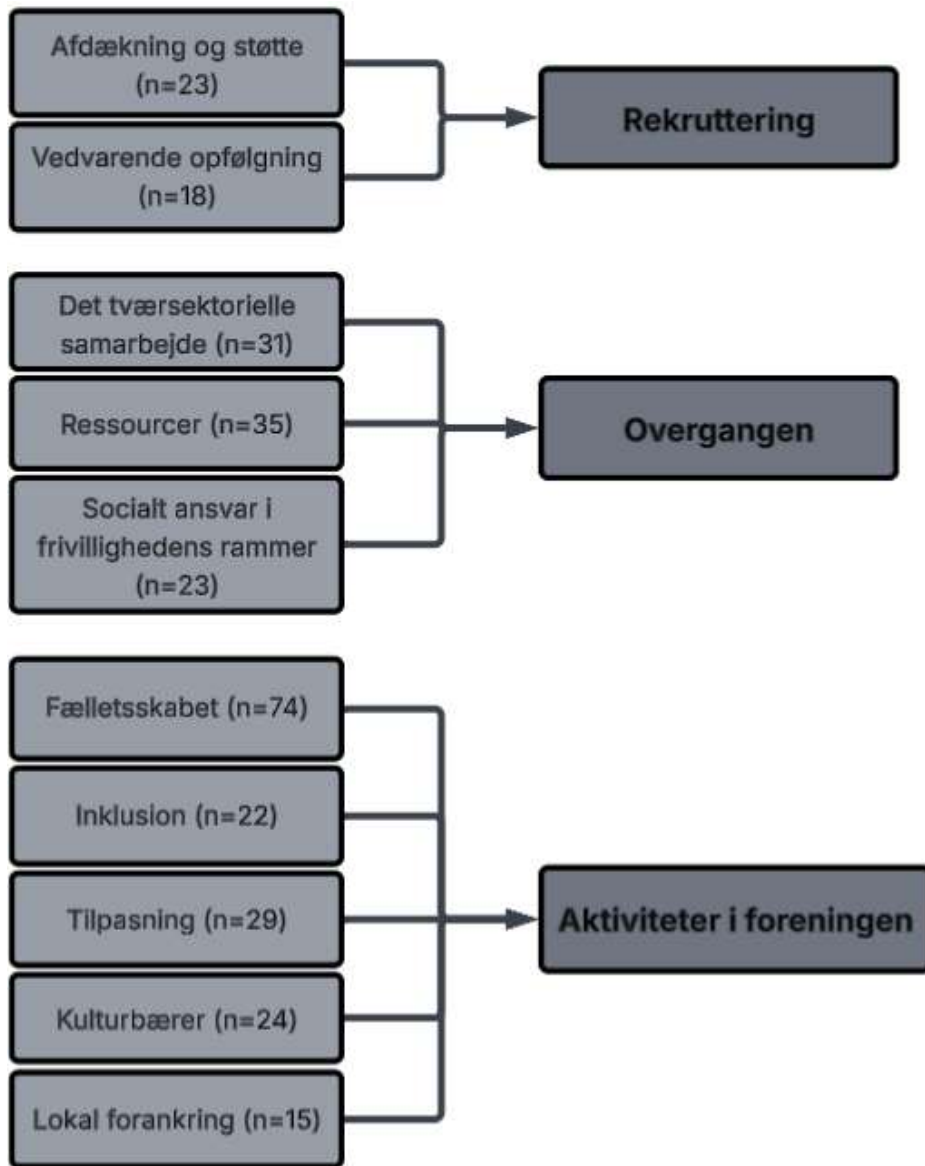 Afdækning og støtte
(n=23)
Vedvarende opfølgning
(n=18)
Rekruttering
Det tværsektorielle
samarbejde (n=31)
Ressourcer (n=35)
Socialt ansvar i
frivillighedens rammer
(n=23)
Overgangen
Fælletsskabet (n=74)
Inklusion (n=22)
Tilpasning (n=29)
Kulturbærer (n=24)
Lokal forankring (n=15)
Aktiviteter i foreningen